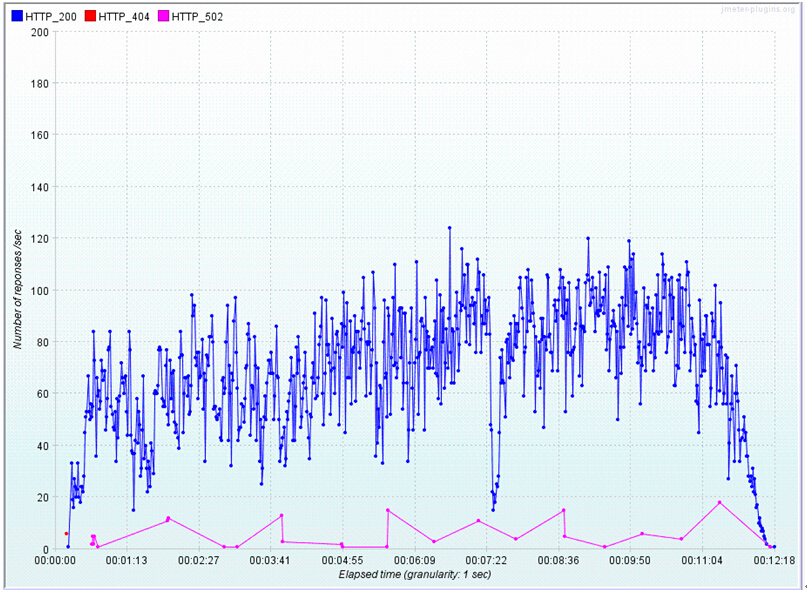 HTTP_200 HTTP_404 HTTP_502
jmeter-plugins.org
200
180
160
140
120
100
80
60
40
20
0
Number of reponses/sec
00:00:00 00:01:13 00:02:27 00:03:41 00:04:55 00:06:09 00:07:22 00:08:36 00:09:50 00:11:04 00:12:18
Elapsed time (granularity: 1 sec)